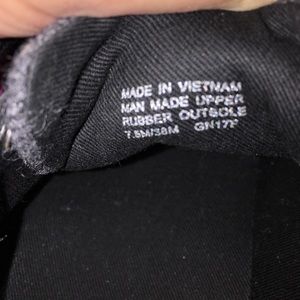 MADE IN VIETNAM
MAN MADE UPPER
RUBBER OUTSOLE
7.5M/38M GN17F